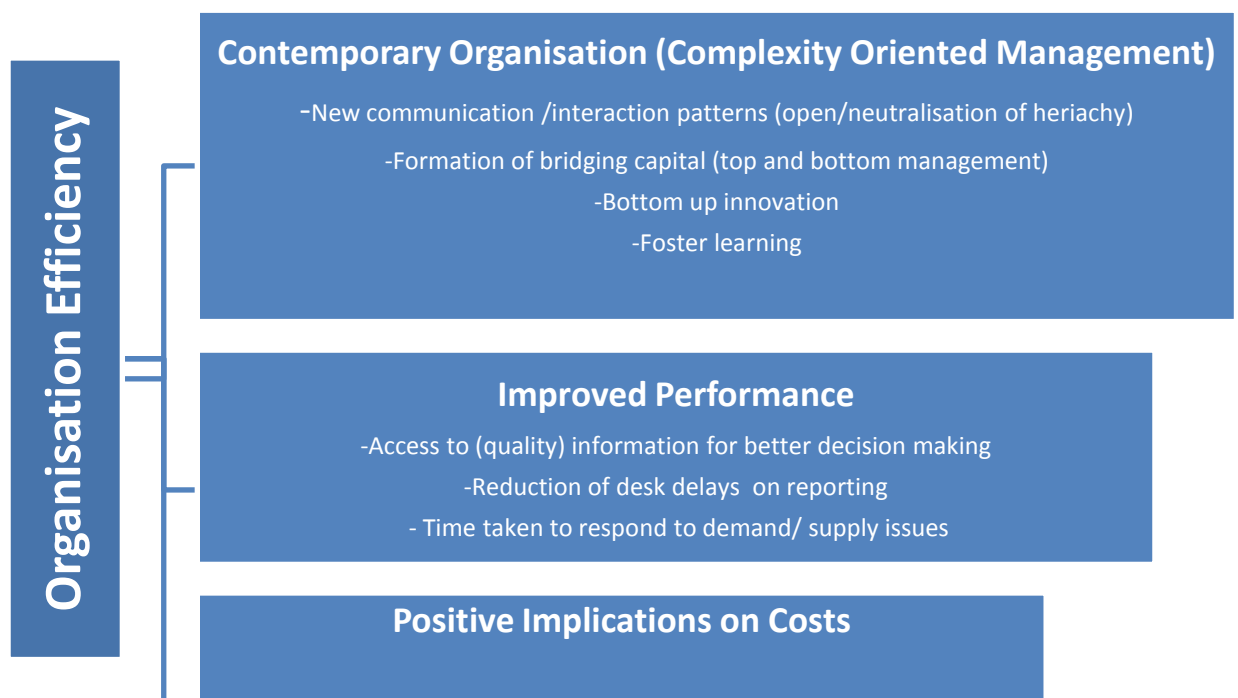 Organisation Efficiency
Contemporary Organisation (Complexity Oriented Management)
-New communication /interaction patterns (open/neutralisation of heriachy)
-Formation of bridging capital (top and bottom management)
-Bottom up innovation
-Foster learning
Improved Performance
-Access to (quality) information for better decision making
-Reduction of desk delays  on reporting
- Time taken to respond to demand/ supply issues
Positive Implications on Costs